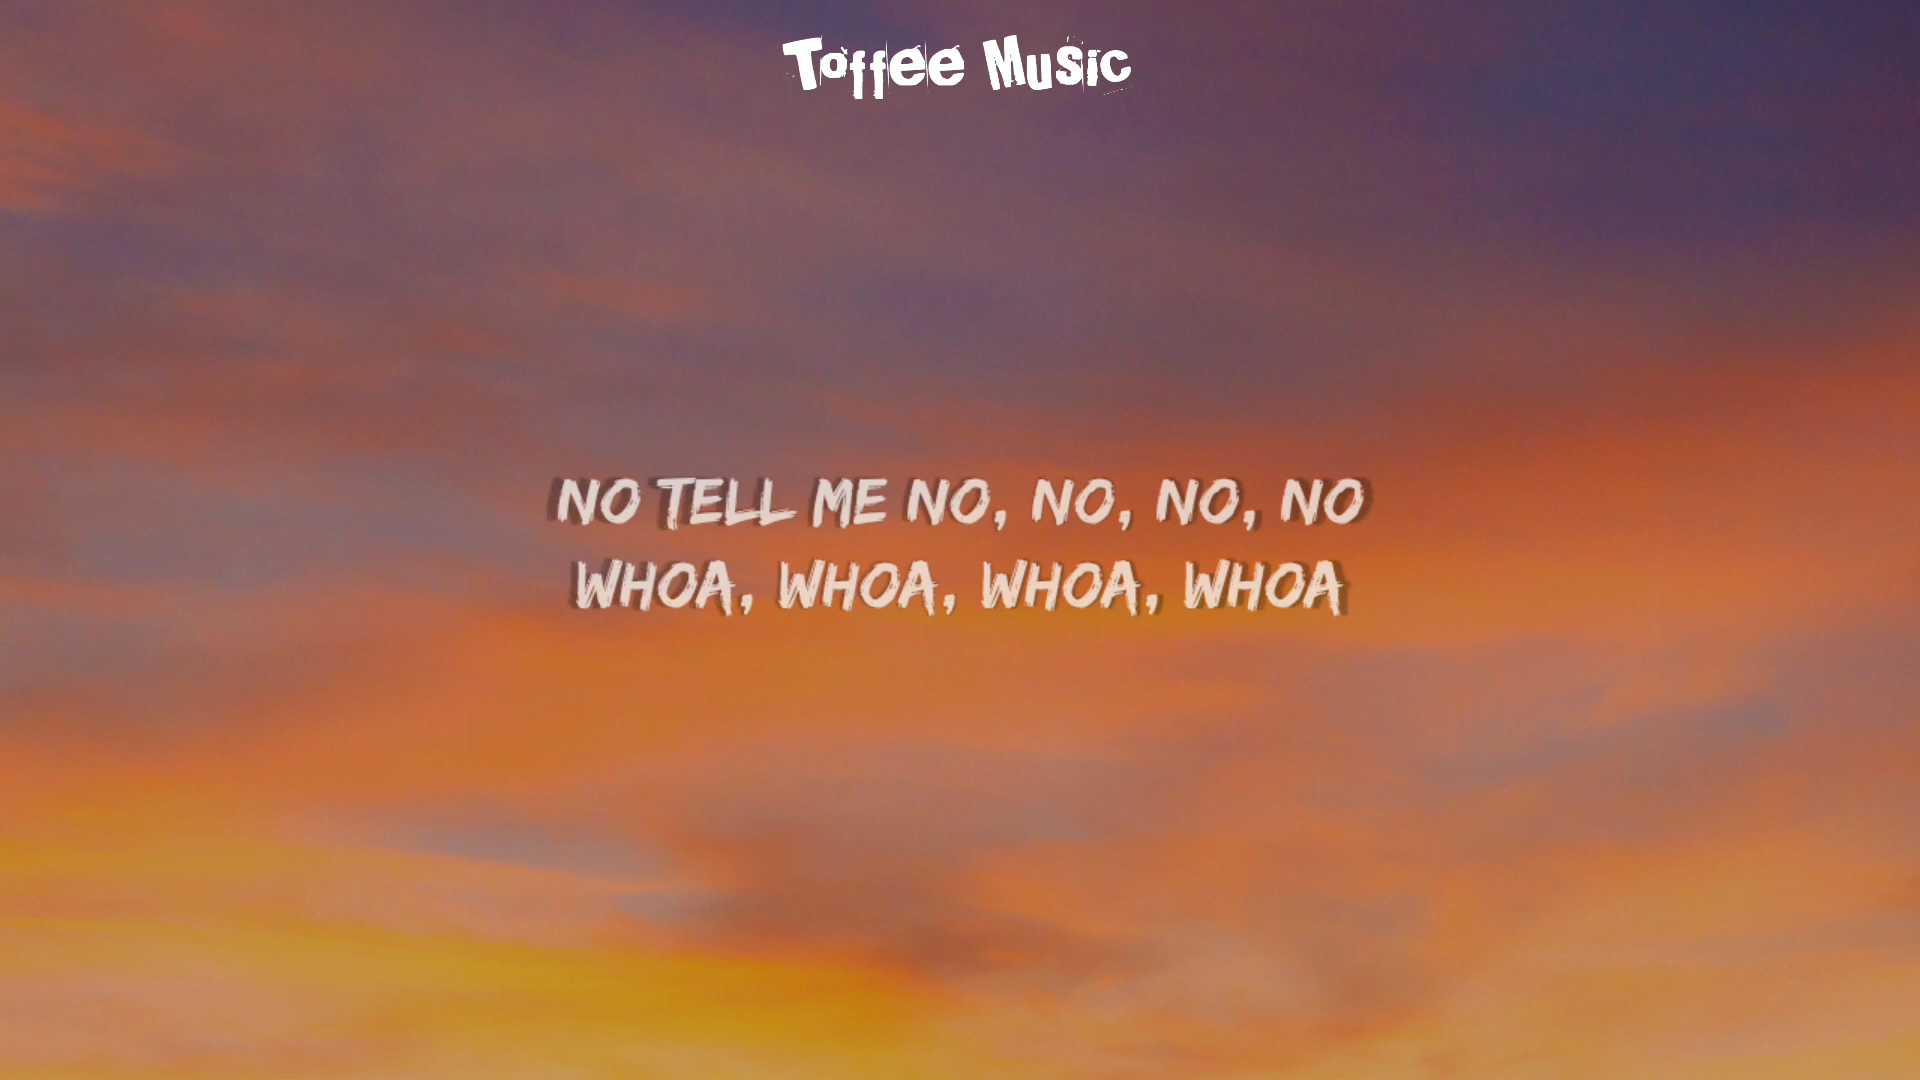 Toffee Music
NO TELL ME NO, NO, NO, NO
WHOA, WHOA, WHOA, WHOA